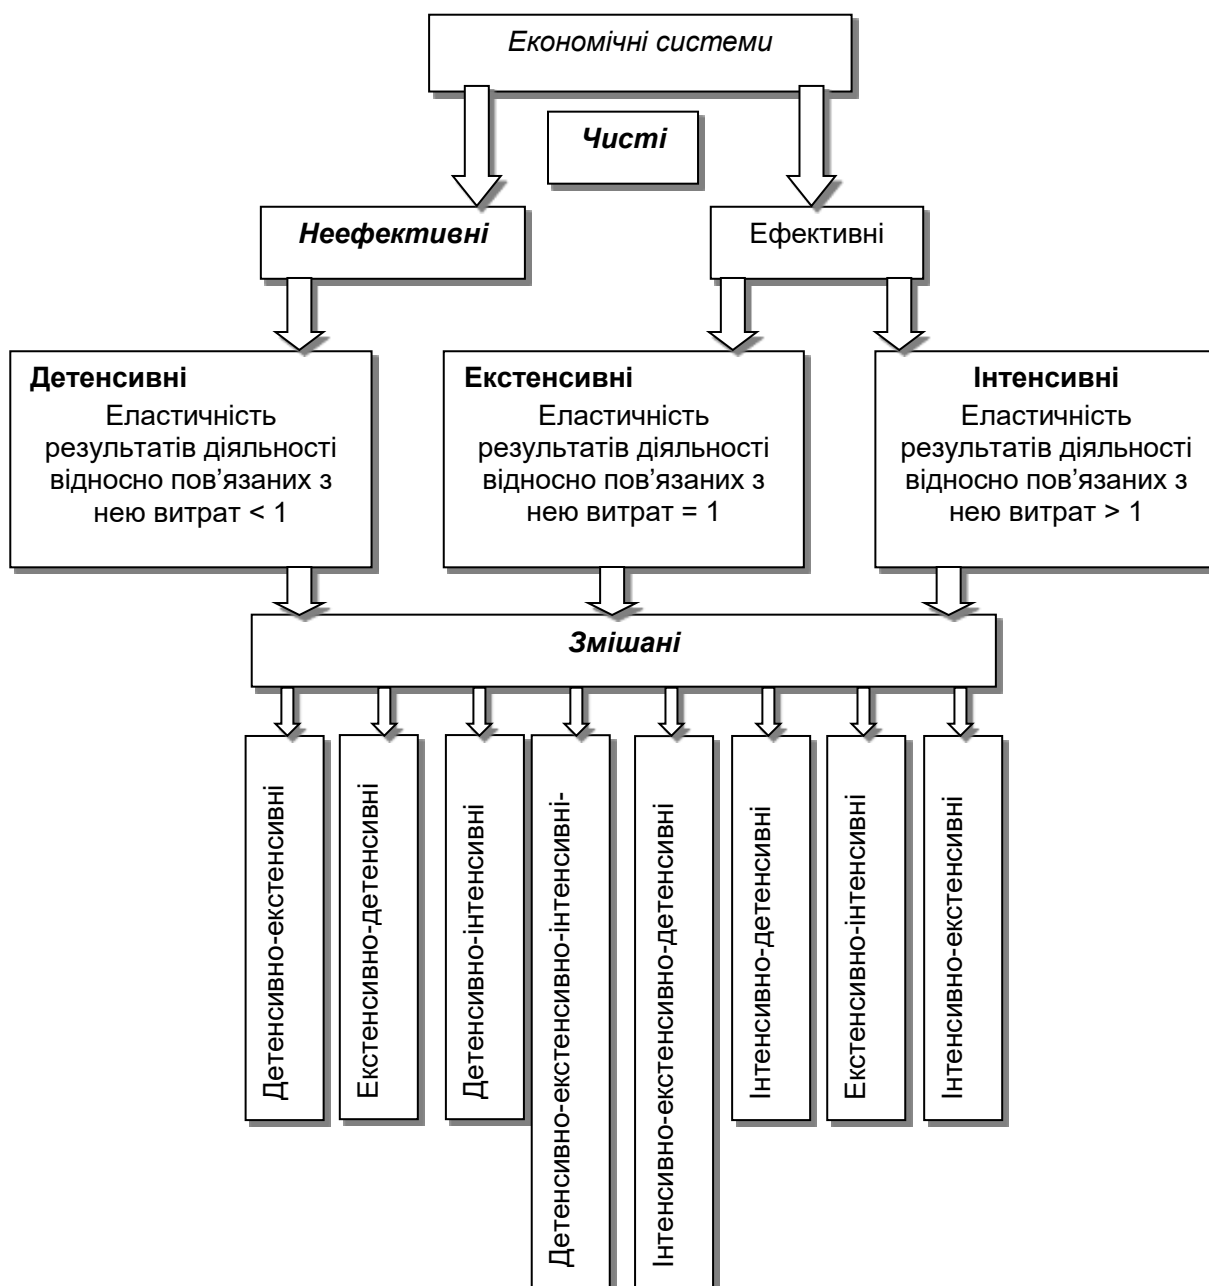 Економічні системи
Чисті
Неефективні
Ефективні
Детенсивні
Еластичність
результатів діяльності
відносно пов’язаних з
нею витрат < 1
Екстенсивні
Еластичність
результатів діяльності
відносно пов’язаних з
нею витрат = 1
Інтенсивні
Еластичність
результатів діяльності
відносно пов’язаних з
нею витрат > 1
Змішані
Детенсивно-екстенсивні
Екстенсивно-детенсивні
Детенсивно-інтенсивні
Детенсивно-екстенсивно-інтенсивні-
Інтенсивно-екстенсивно-детенсивні
Інтенсивно-детенсивні
Екстенсивно-інтенсивні
Інтенсивно-екстенсивні